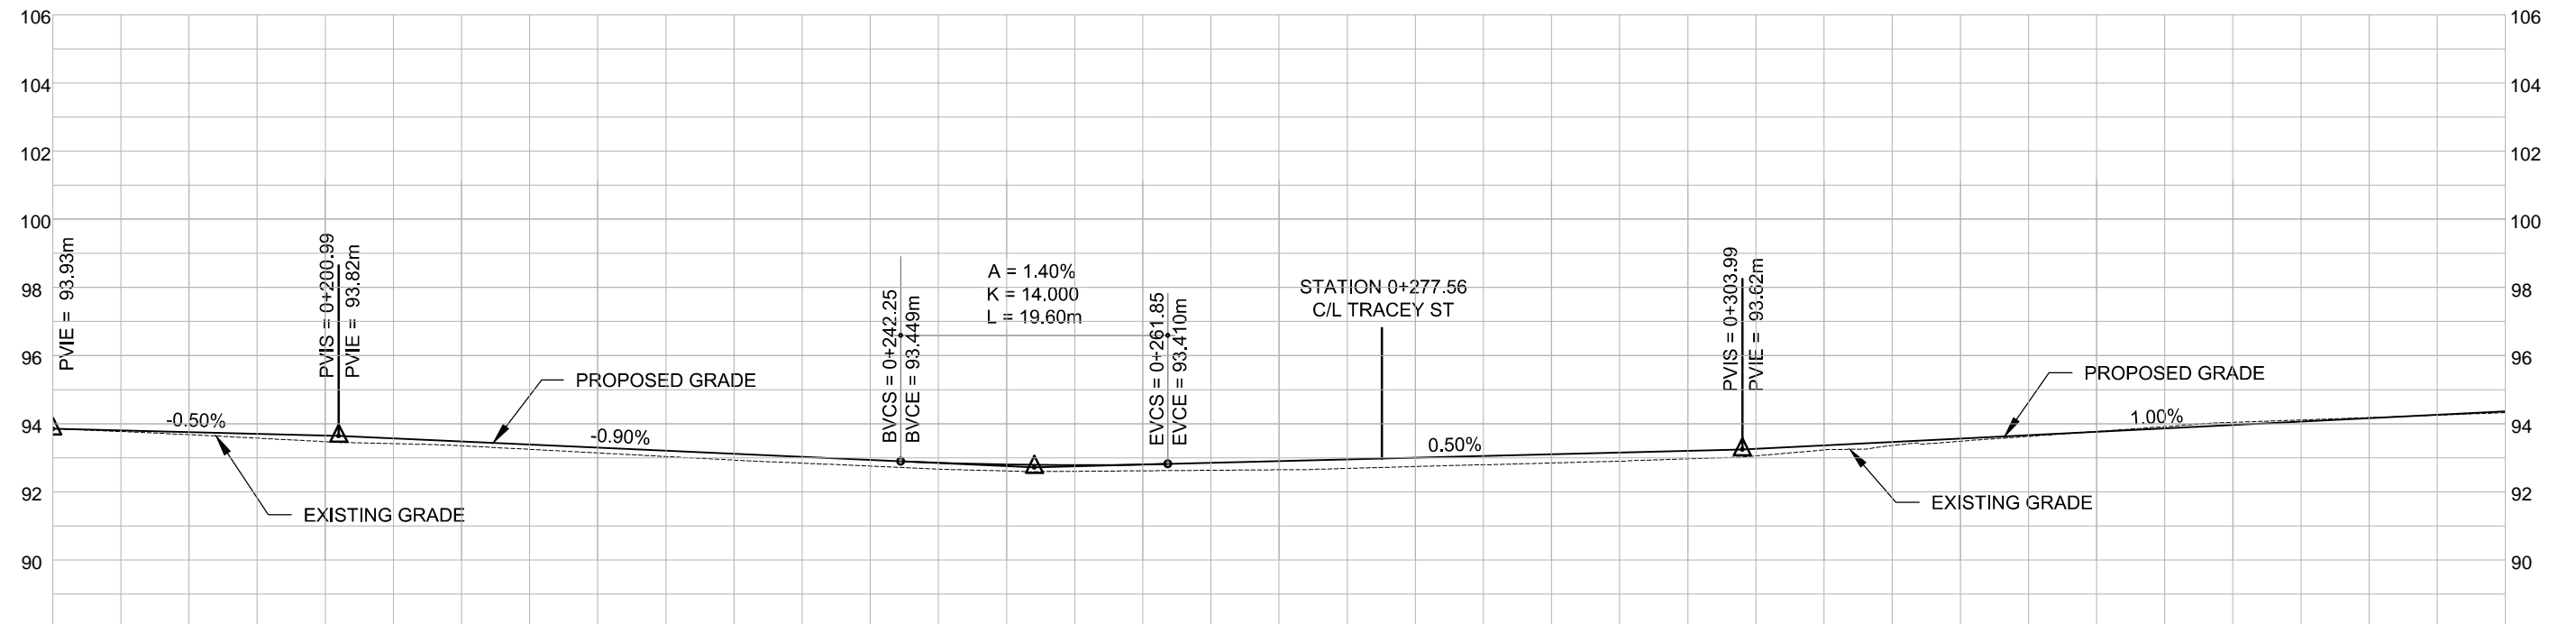 106
106
104
104
102
102
100
100
98
98
96
96
94
94
92
92
90
90
PVIE = 93.93m
-0.50%
PVIS = 0+200.99
PVIE = 93.82m
EXISTING GRADE
PROPOSED GRADE
-0.90%
BVCS = 0+242.25
BVCE = 93.449m
A = 1.40%
K = 14.000
L = 19.60m
EVCS = 0+261.85
EVCE = 93.410m
STATION 0+277.56
C/L TRACEY ST
0.50%
PVIS = 0+303.99
PVIE = 93.62m
EXISTING GRADE
PROPOSED GRADE
1.00%